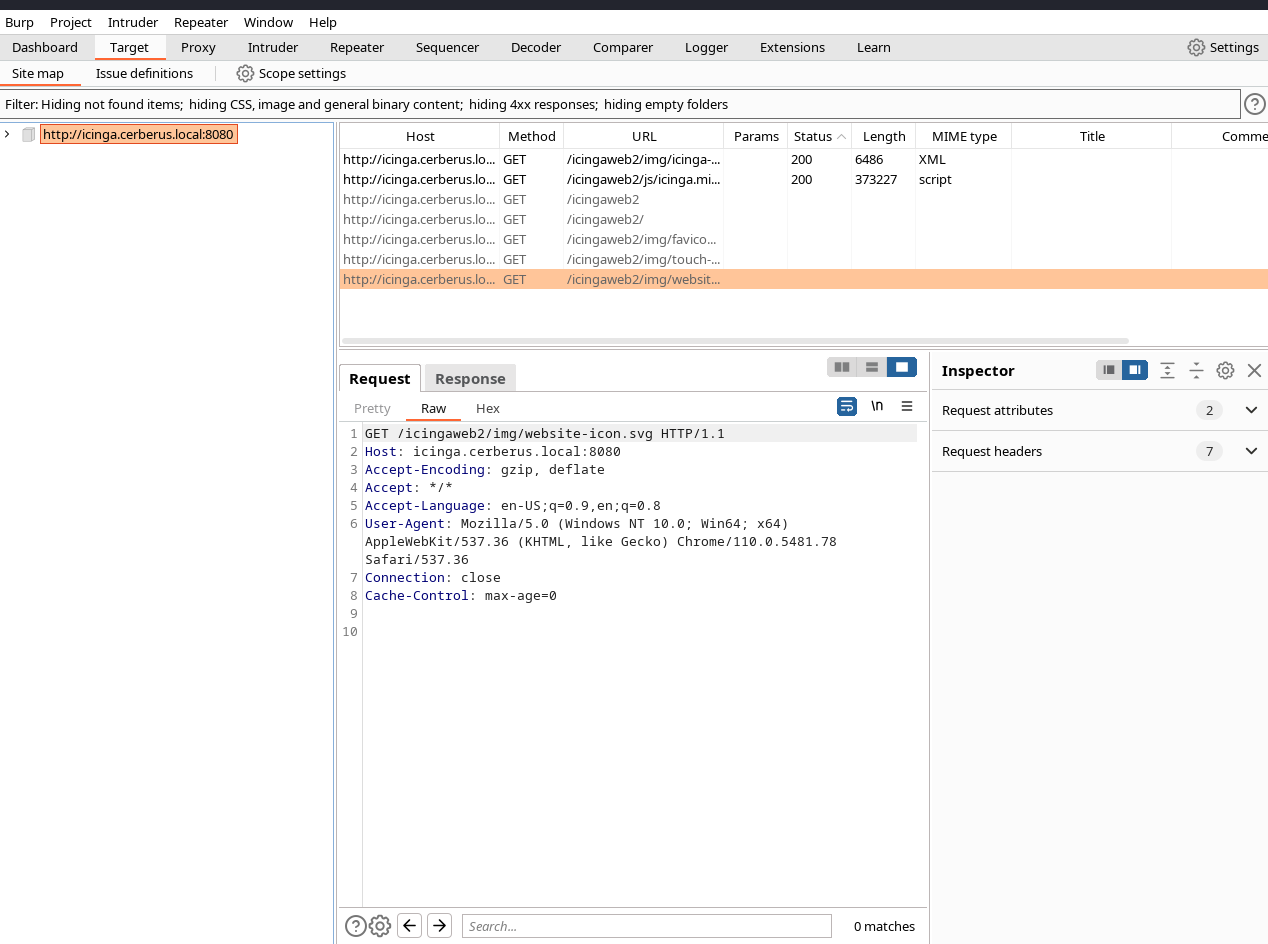 Burp Project Intruder Repeater Window Help
Dashboard Target Proxy Intruder Repeater Sequencer Decoder Comparer Logger Extensions Learn Settings
Site map Issue definitions Scope settings
Filter: Hiding not found items; hiding CSS, image and general binary content; hiding 4xx responses; hiding empty folders ?
> http://icinga.cerberus.local:8080
Host Method URL Params Status Length MIME type Title Comme
http://icinga.cerberus.lo... GET /icingaweb2/img/icinga-... 200 6486 XML
http://icinga.cerberus.lo... GET /icingaweb2/js/icinga.mi... 200 373227 script
http://icinga.cerberus.lo... GET /icingaweb2
http://icinga.cerberus.lo... GET /icingaweb2/
http://icinga.cerberus.lo... GET /icingaweb2/img/favico...
http://icinga.cerberus.lo... GET /icingaweb2/img/touch-...
http://icinga.cerberus.lo... GET /icingaweb2/img/websit...
Request Response
Pretty Raw Hex \n
1 GET /icingaweb2/img/website-icon.svg HTTP/1.1
2 Host: icinga.cerberus.local:8080
3 Accept-Encoding: gzip, deflate
4 Accept: */*
5 Accept-Language: en-US;q=0.9,en;q=0.8
6 User-Agent: Mozilla/5.0 (Windows NT 10.0; Win64; x64)
AppleWebKit/537.36 (KHTML, like Gecko) Chrome/110.0.5481.78
Safari/537.36
7 Connection: close
8 Cache-Control: max-age=0
9
10
Inspector
Request attributes 2
Request headers 7
? Search... 0 matches